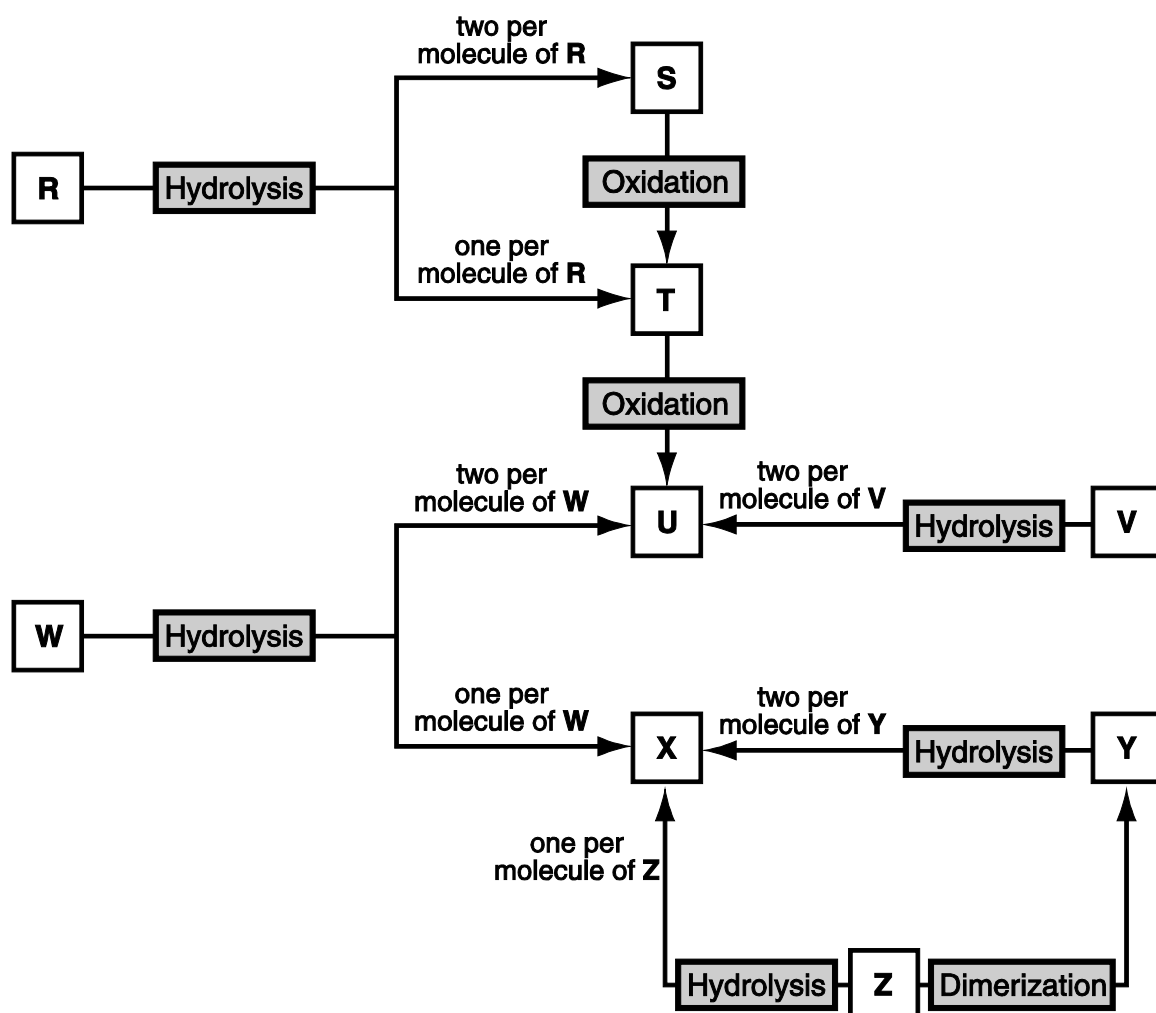 two per
molecule of R
S
R
Hydrolysis
Oxidation
one per
molecule of R
T
Oxidation
two per
molecule of W
two per
molecule of V
U
Hydrolysis
V
W
Hydrolysis
one per
molecule of W
two per
molecule of Y
X
Hydrolysis
Y
one per
molecule of Z
Hydrolysis
Z
Dimerization